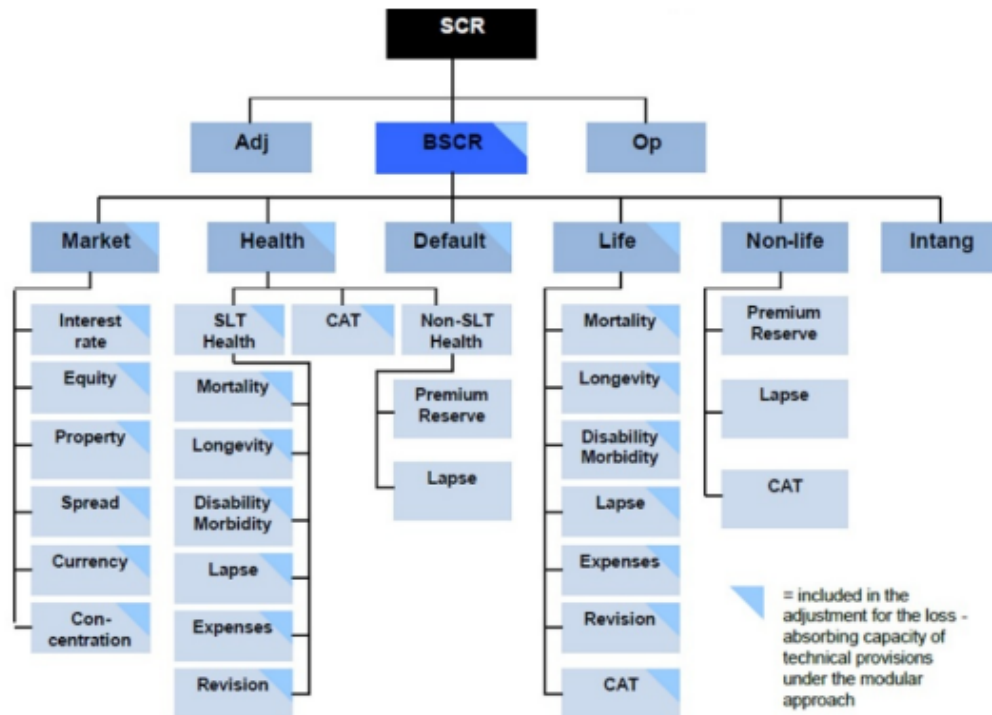 SCR
Adj
BSCR
Op
Market
Health
Default
Life
Non-life
Intang
Interest
rate
Equity
Property
Spread
Currency
Con-
centration
SLT
Health
CAT
Non-SLT
Health
Mortality
Longevity
Disability
Morbidity
Lapse
Expenses
Revision
Premium
Reserve
Lapse
Mortality
Longevity
Disability
Morbidity
Lapse
Expenses
Revision
CAT
Premium
Reserve
Lapse
CAT
= included in the
adjustment for the loss -
absorbing capacity of
technical provisions
under the modular
approach